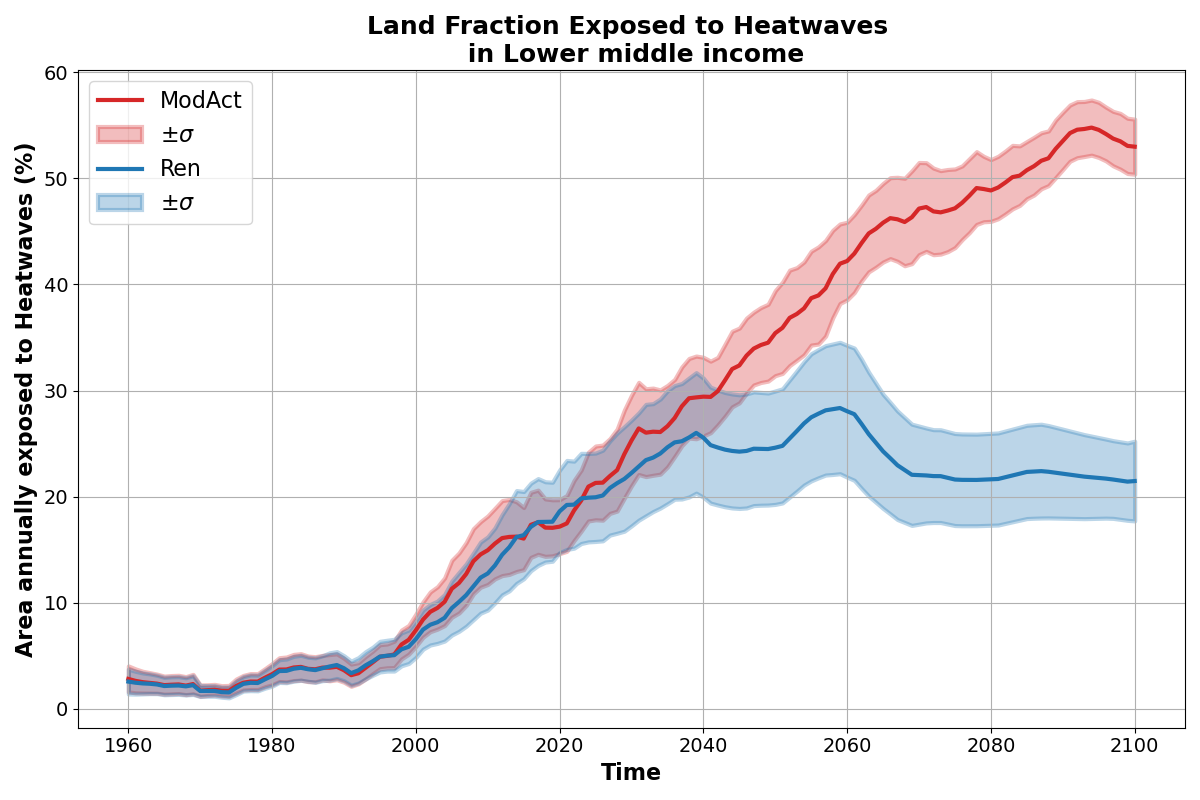 Land Fraction Exposed to Heatwaves
in Lower middle income
Area annually exposed to Heatwaves (%)
60
50
40
30
20
10
0
ModAct
±σ
Ren
±σ
1960
1980
2000
2020
2040
2060
2080
2100
Time